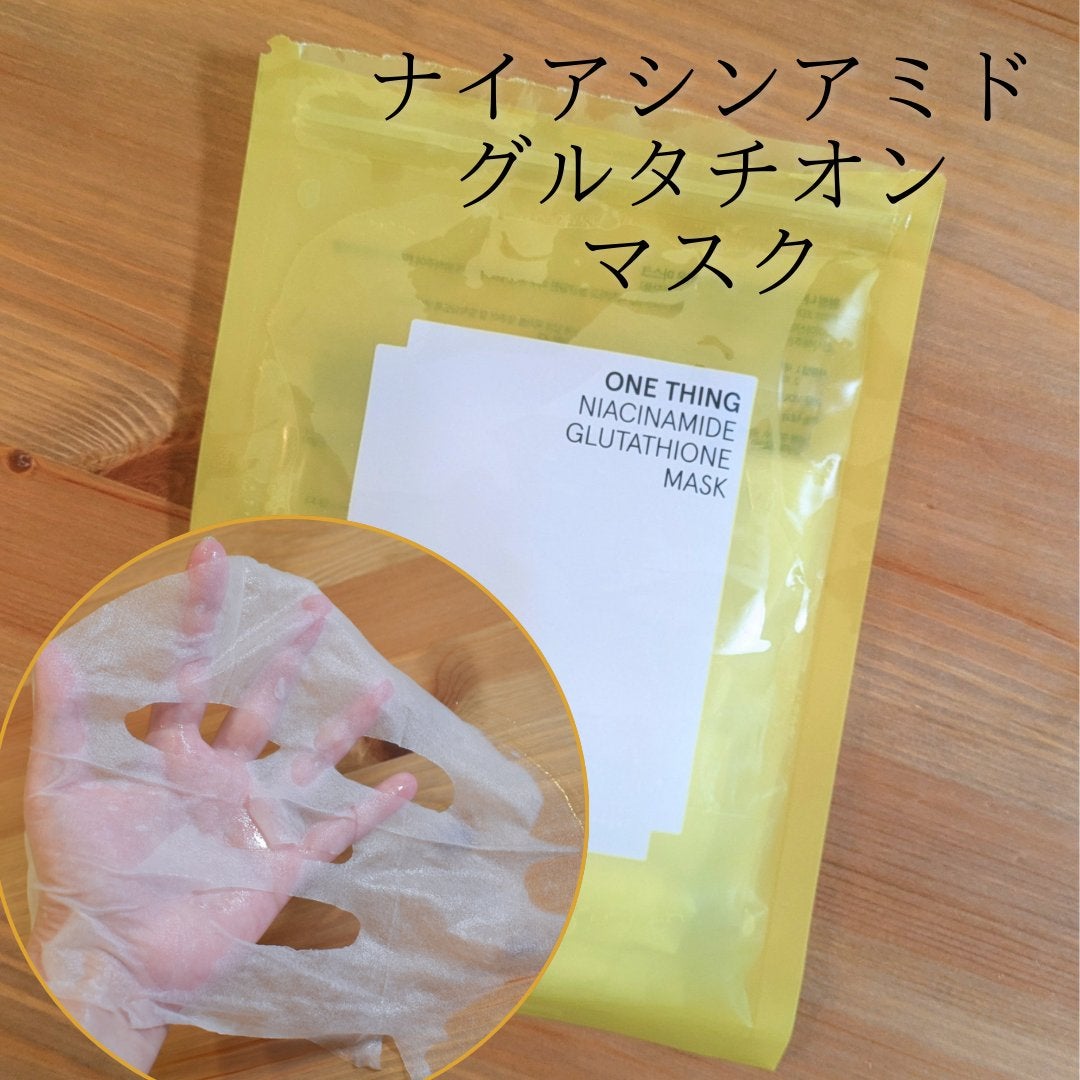 ナイアシンアミド
グルタチオン
マスク
ONE THING
NIACINAMIDE
GLUTATHIONE
MASK